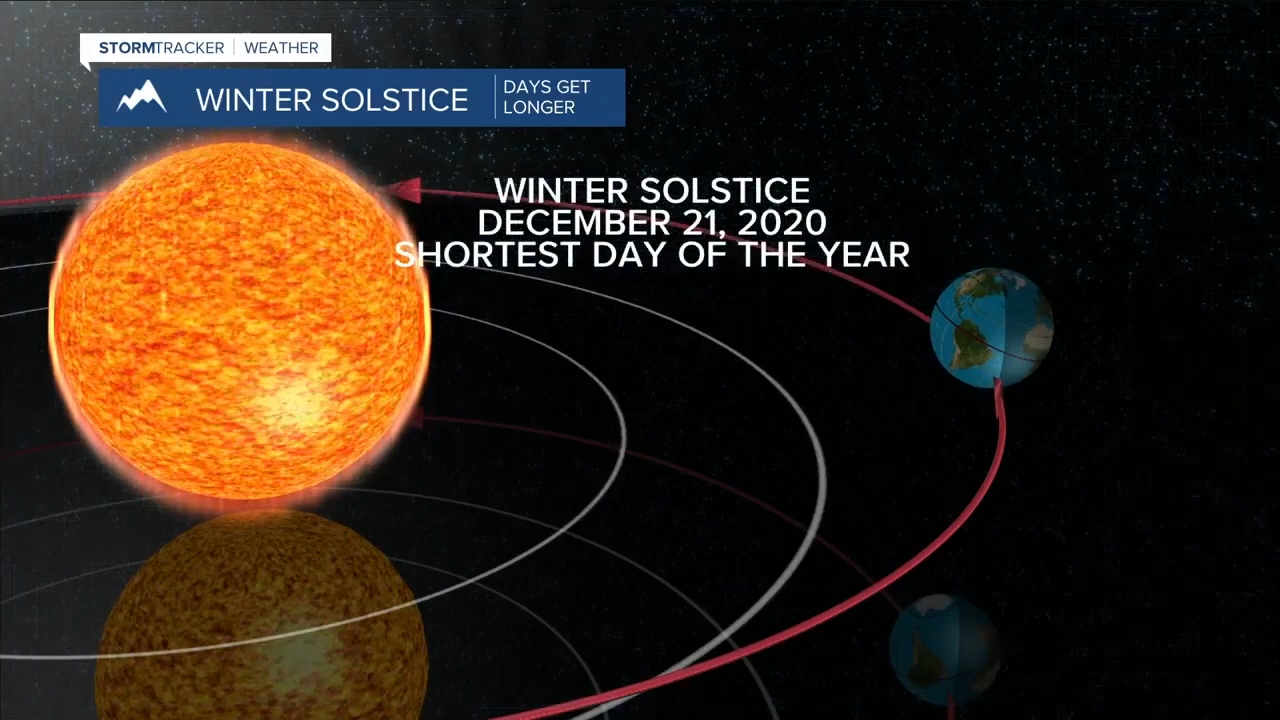 STORMTRACKER | WEATHER
WINTER SOLSTICE
DAYS GET
LONGER
WINTER SOLSTICE
DECEMBER 21, 2020
SHORTEST DAY OF THE YEAR